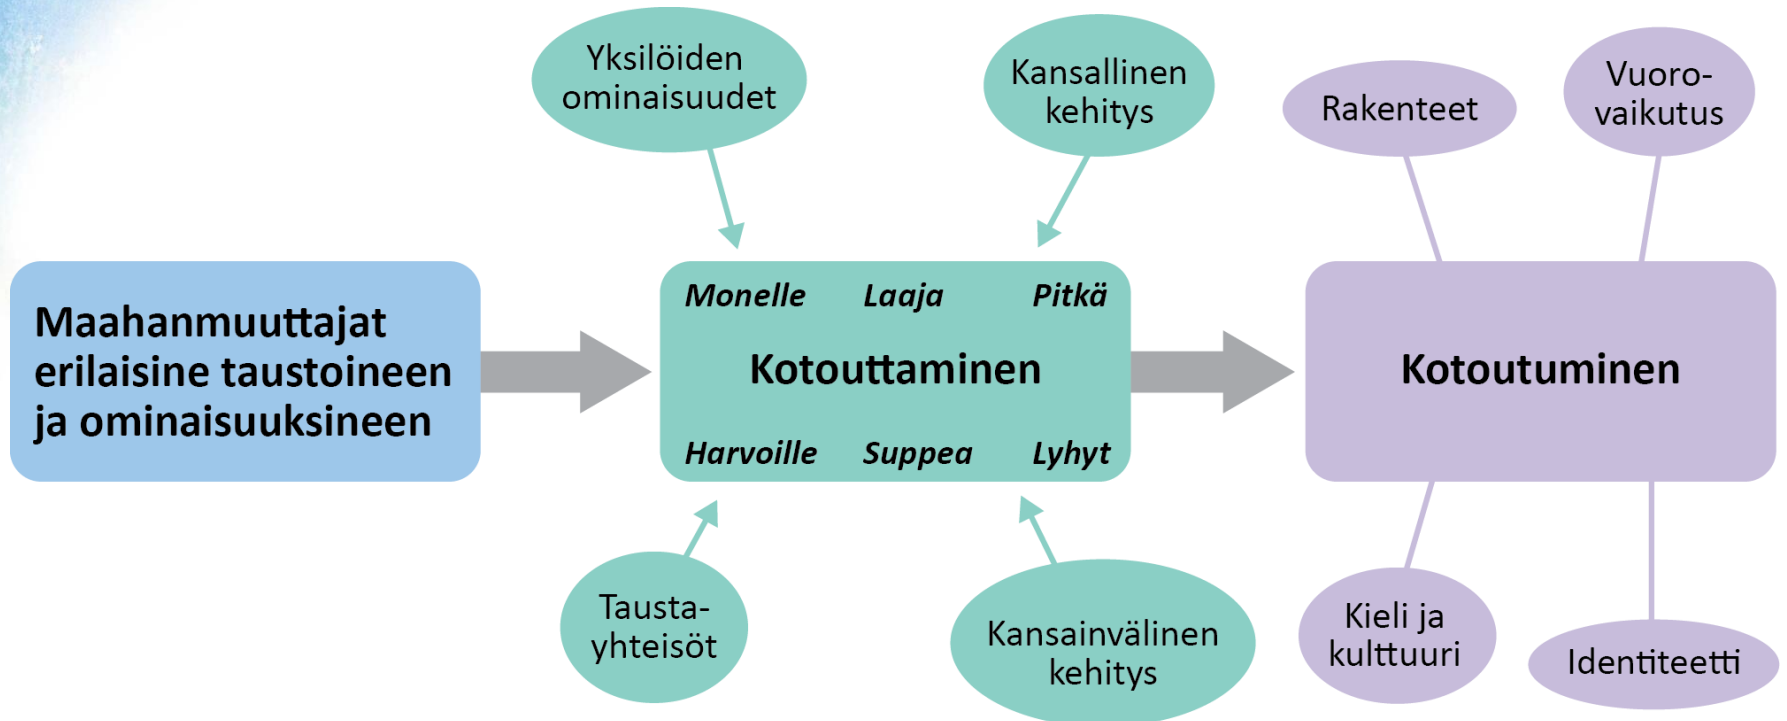 Yksilöiden
ominaisuudet
Kansallinen
kehitys
Rakenteet
Vuoro-
vaikutus
Maahanmuuttajat
erilaisine taustoineen
ja ominaisuuksineen
Monelle Laaja Pitkä
Kotouttaminen
Harvoille Suppea Lyhyt
Kotoutuminen
Tausta-
yhteisöt
Kansainvälinen
kehitys
Kieli ja
kulttuuri
Identiteetti